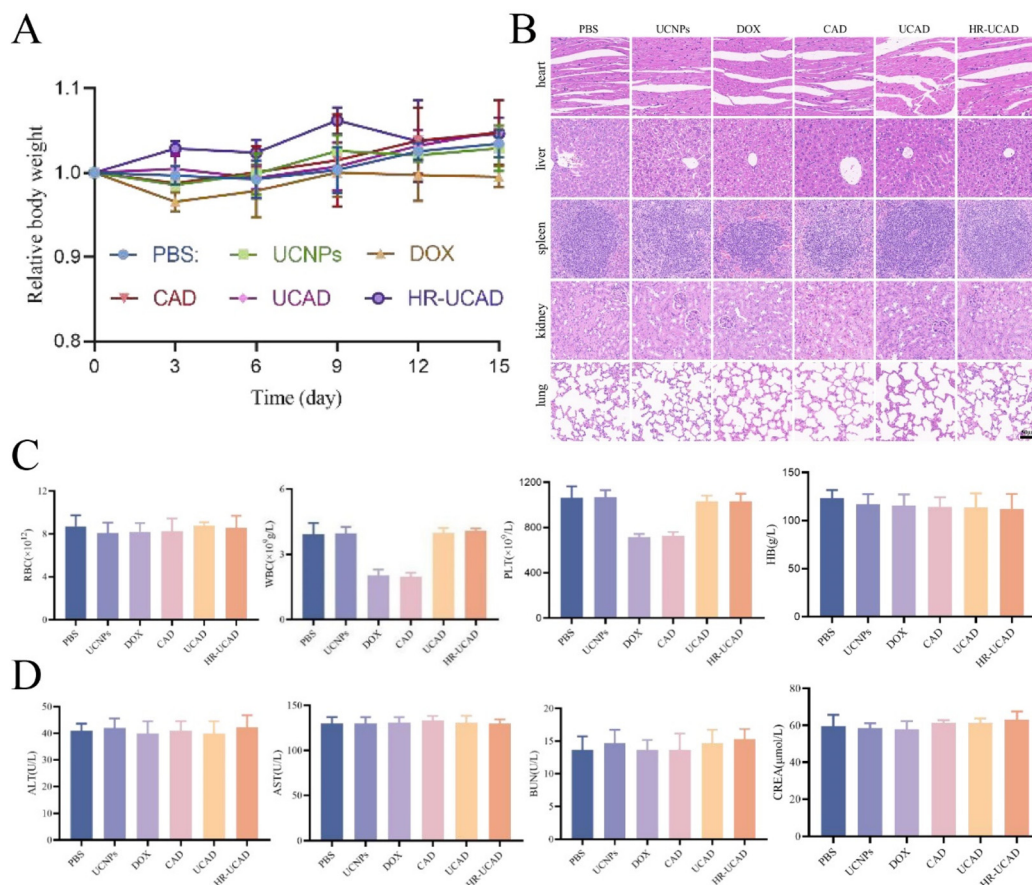 A
Relative body weight
1.1
1.0
0.9
0.8
0 3 6 9 12 15
Time (day)
PBS: UCNPs DOX
CAD UCAD HR-UCAD
B
PBS UCNPs DOX CAD UCAD HR-UCAD
heart
liver
spleen
kidney
lung
C
RBC(×10¹²)
12
8
4
0
PBS UCNPs DOX CAD UCAD HR-UCAD
WBC(×10⁹g/L)
6
4
2
0
PBS UCNPs DOX CAD UCAD HR-UCAD
PLT(×10⁹/L)
1200
900
600
300
0
PBS UCNPs DOX CAD UCAD HR-UCAD
HB(g/L)
150
100
50
0
PBS UCNPs DOX CAD UCAD HR-UCAD
D
ALT(U/L)
50
40
30
20
10
0
PBS UCNPs DOX CAD UCAD HR-UCAD
AST(U/L)
150
100
50
0
PBS UCNPs DOX CAD UCAD HR-UCAD
BUN(U/L)
20
15
10
5
0
PBS UCNPs DOX CAD UCAD HR-UCAD
CREA(μmol/L)
80
60
40
20
0
PBS UCNPs DOX CAD UCAD HR-UCAD